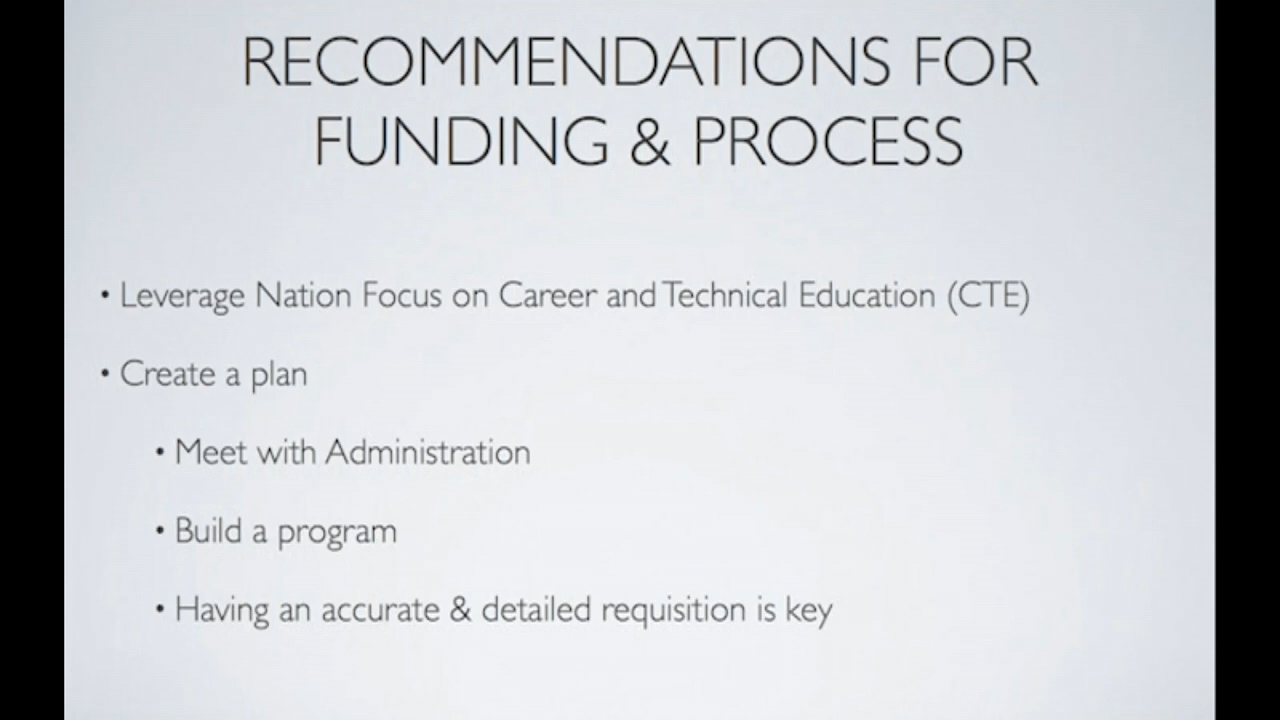 RECOMMENDATIONS FOR
FUNDING & PROCESS
• Leverage Nation Focus on Career and Technical Education (CTE)
• Create a plan
• Meet with Administration
• Build a program
• Having an accurate & detailed requisition is key